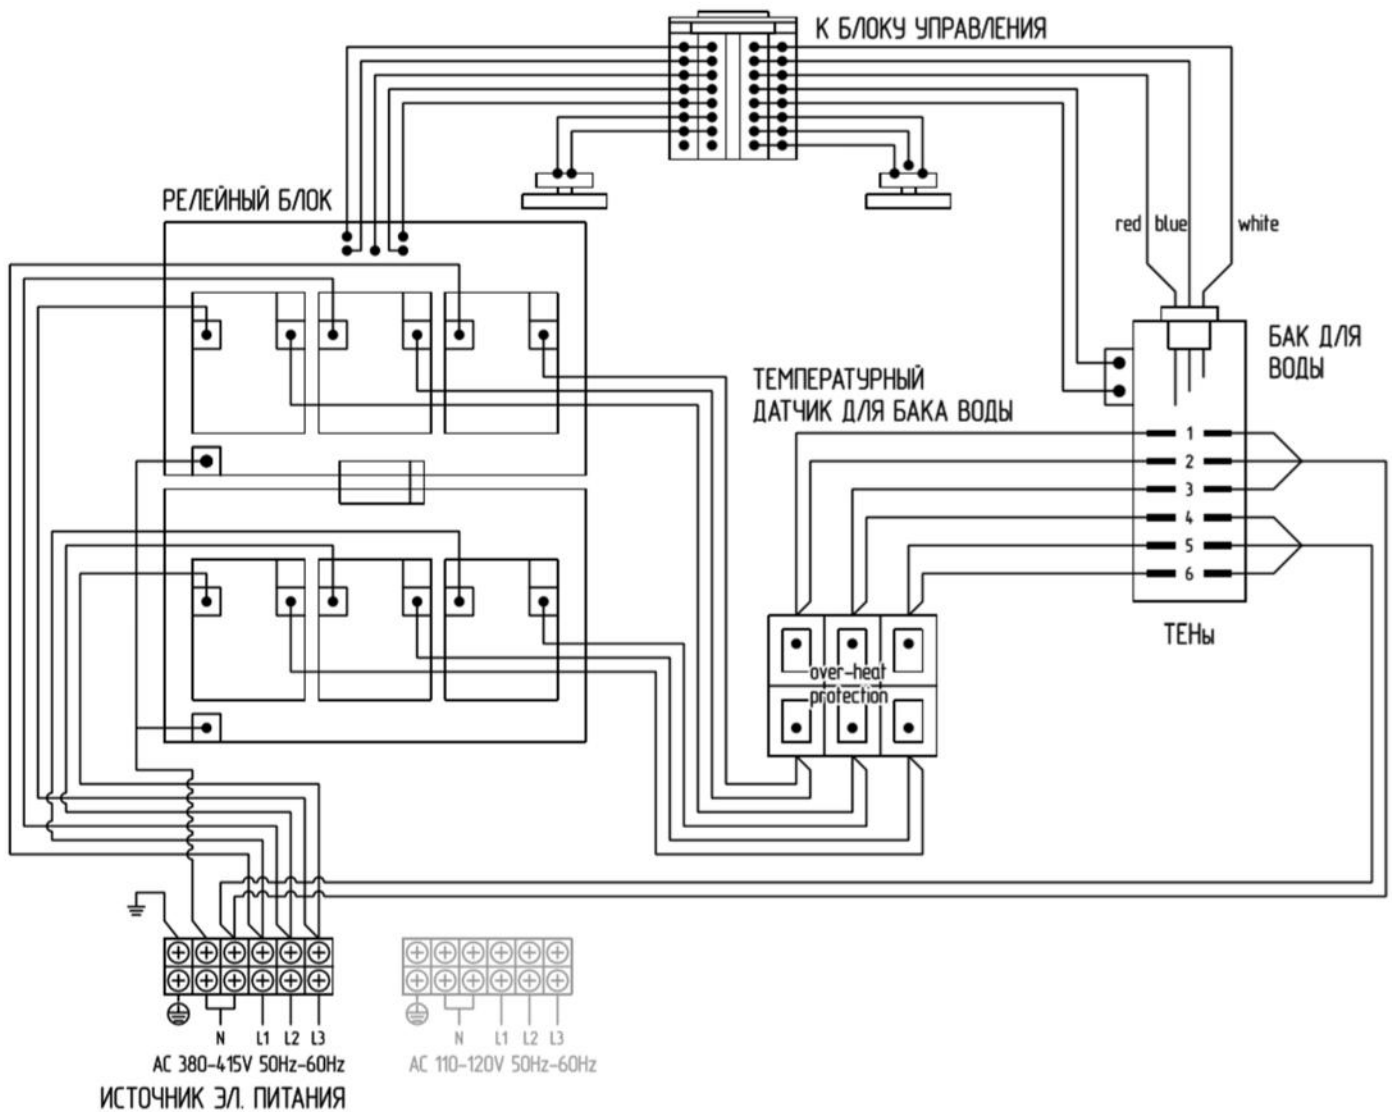 К БЛОКУ УПРАВЛЕНИЯ
РЕЛЕЙНЫЙ БЛОК
red
blue
white
БАК ДЛЯ
ВОДЫ
ТЕМПЕРАТУРНЫЙ
ДАТЧИК ДЛЯ БАКА ВОДЫ
1
2
3
4
5
6
ТЕНы
over-heat
protection
N L1 L2 L3
AC 380-415V 50Hz-60Hz
ИСТОЧНИК ЭЛ. ПИТАНИЯ
N L1 L2 L3
AC 110-120V 50Hz-60Hz